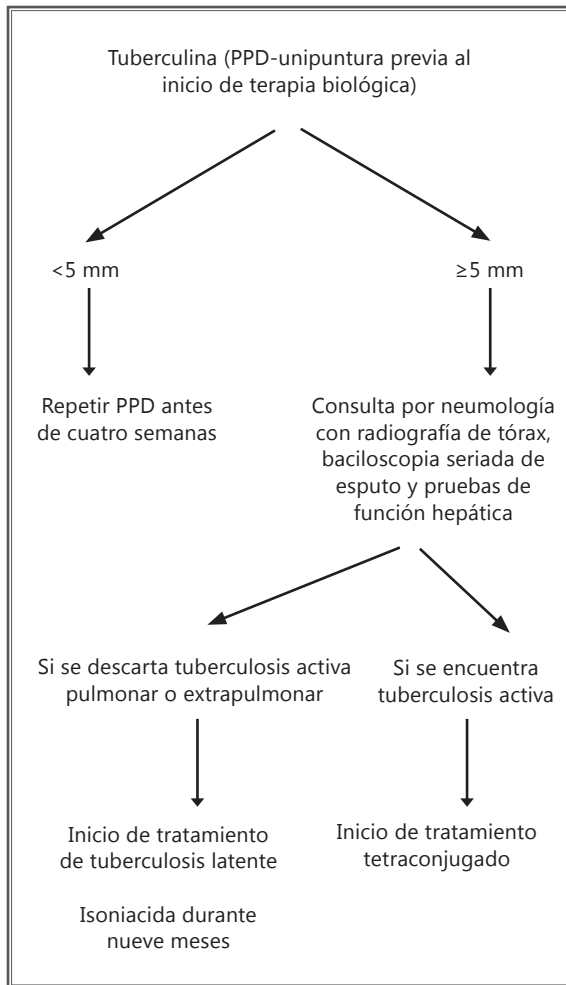 Tuberculina (PPD-unipuntura previa al
inicio de terapia biológica)
<5 mm
≥5 mm
Repetir PPD antes
de cuatro semanas
Consulta por neumología
con radiografía de tórax,
baciloscopia seriada de
esputo y pruebas de
función hepática
Si se descarta tuberculosis activa
pulmonar o extrapulmonar
Si se encuentra
tuberculosis activa
Inicio de tratamiento
de tuberculosis latente
Isoniacida durante
nueve meses
Inicio de tratamiento
tetraconjugado